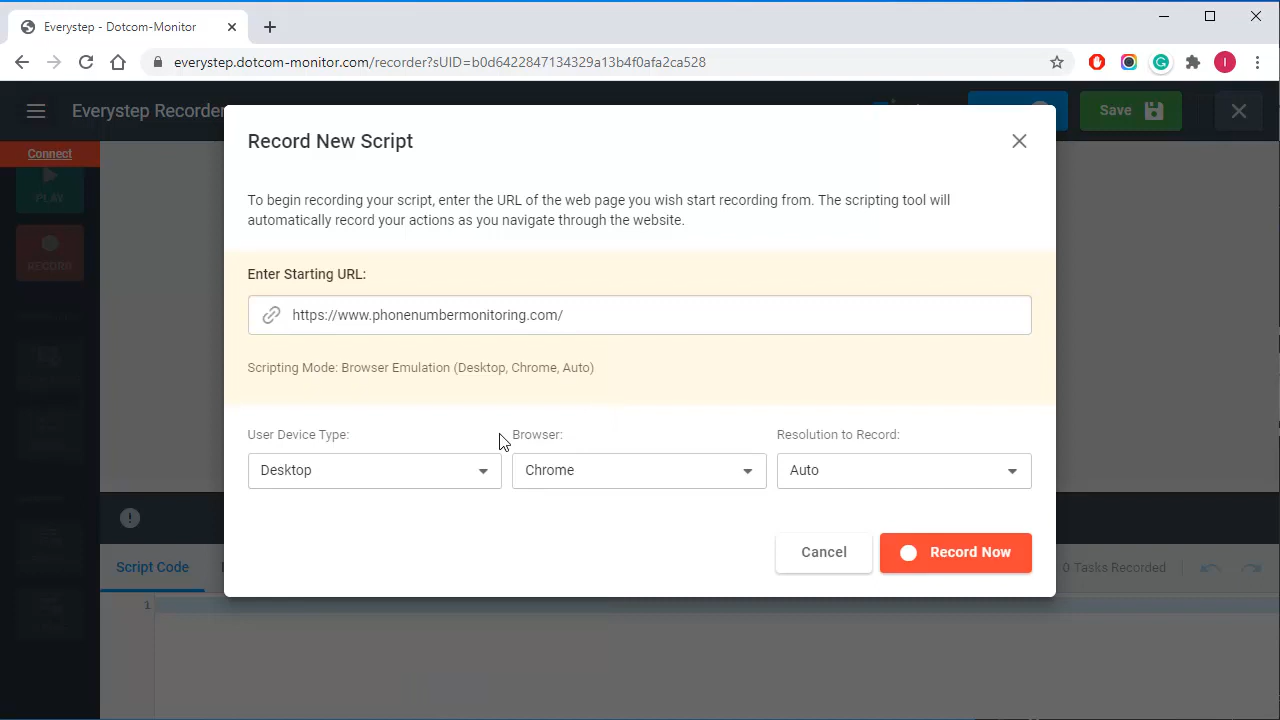 Everystep - Dotcom-Monitor
everystep.dotcom-monitor.com/recorder?sUID=b0d6422847134329a13b4f0afa2ca528
I
Everystep Recorder
Save
Connect
PLAY
RECORD
Record New Script
To begin recording your script, enter the URL of the web page you wish start recording from. The scripting tool will
automatically record your actions as you navigate through the website.
Enter Starting URL:
https://www.phonenumbermonitoring.com/
Scripting Mode: Browser Emulation (Desktop, Chrome, Auto)
User Device Type:
Browser:
Resolution to Record:
Desktop
Chrome
Auto
Cancel
Record Now
Script Code
0 Tasks Recorded
1